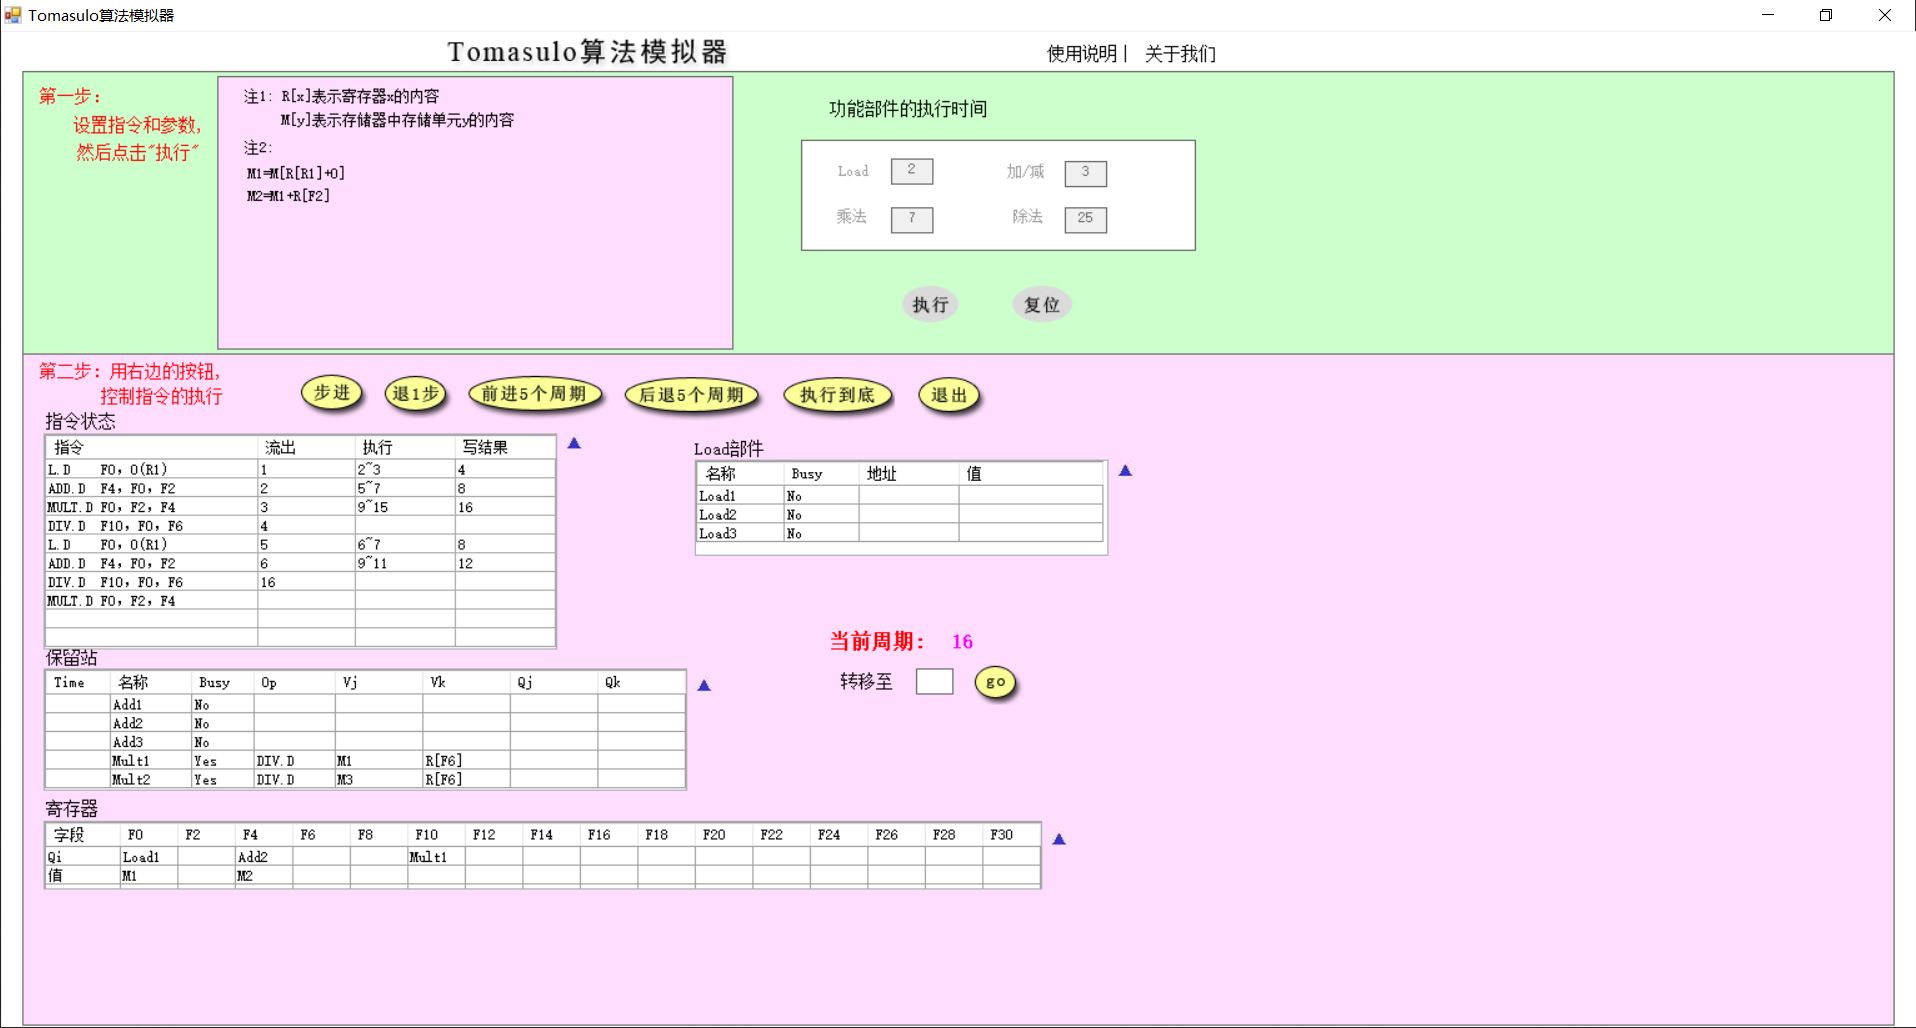 Tomasulo算法模拟器
Tomasulo算法模拟器
使用说明 | 关于我们
第一步：
设置指令和参数，
然后点击“执行”
注1: R[x]表示寄存器x的内容
M[y]表示存储器中存储单元y的内容
注2:
M1=M[R[R1]+0]
M2=M1+R[F2]
功能部件的执行时间
Load 2 加/减 3
乘法 7 除法 25
执行 复位
第二步：用右边的按钮，
控制指令的执行
步进 退1步 前进5个周期 后退5个周期 执行到底 退出
指令状态
指令 流出 执行 写结果
L.D F0, 0(R1) 1 2~3 4
ADD.D F4, F0, F2 2 5~7 8
MULT.D F0, F2, F4 3 9~15 16
DIV.D F10, F0, F6 4
L.D F0, 0(R1) 5 6~7 8
ADD.D F4, F0, F2 6 9~11 12
DIV.D F10, F0, F6 16
MULT.D F0, F2, F4
Load部件
名称 Busy 地址 值
Load1 No
Load2 No
Load3 No
当前周期： 16
转移至 go
保留站
Time 名称 Busy Op Vj Vk Qj Qk
Add1 No
Add2 No
Add3 No
Mult1 Yes DIV.D M1 R[F6]
Mult2 Yes DIV.D M3 R[F6]
寄存器
字段 F0 F2 F4 F6 F8 F10 F12 F14 F16 F18 F20 F22 F24 F26 F28 F30
Qi Load1 Add2 Mult1
值 M1 M2